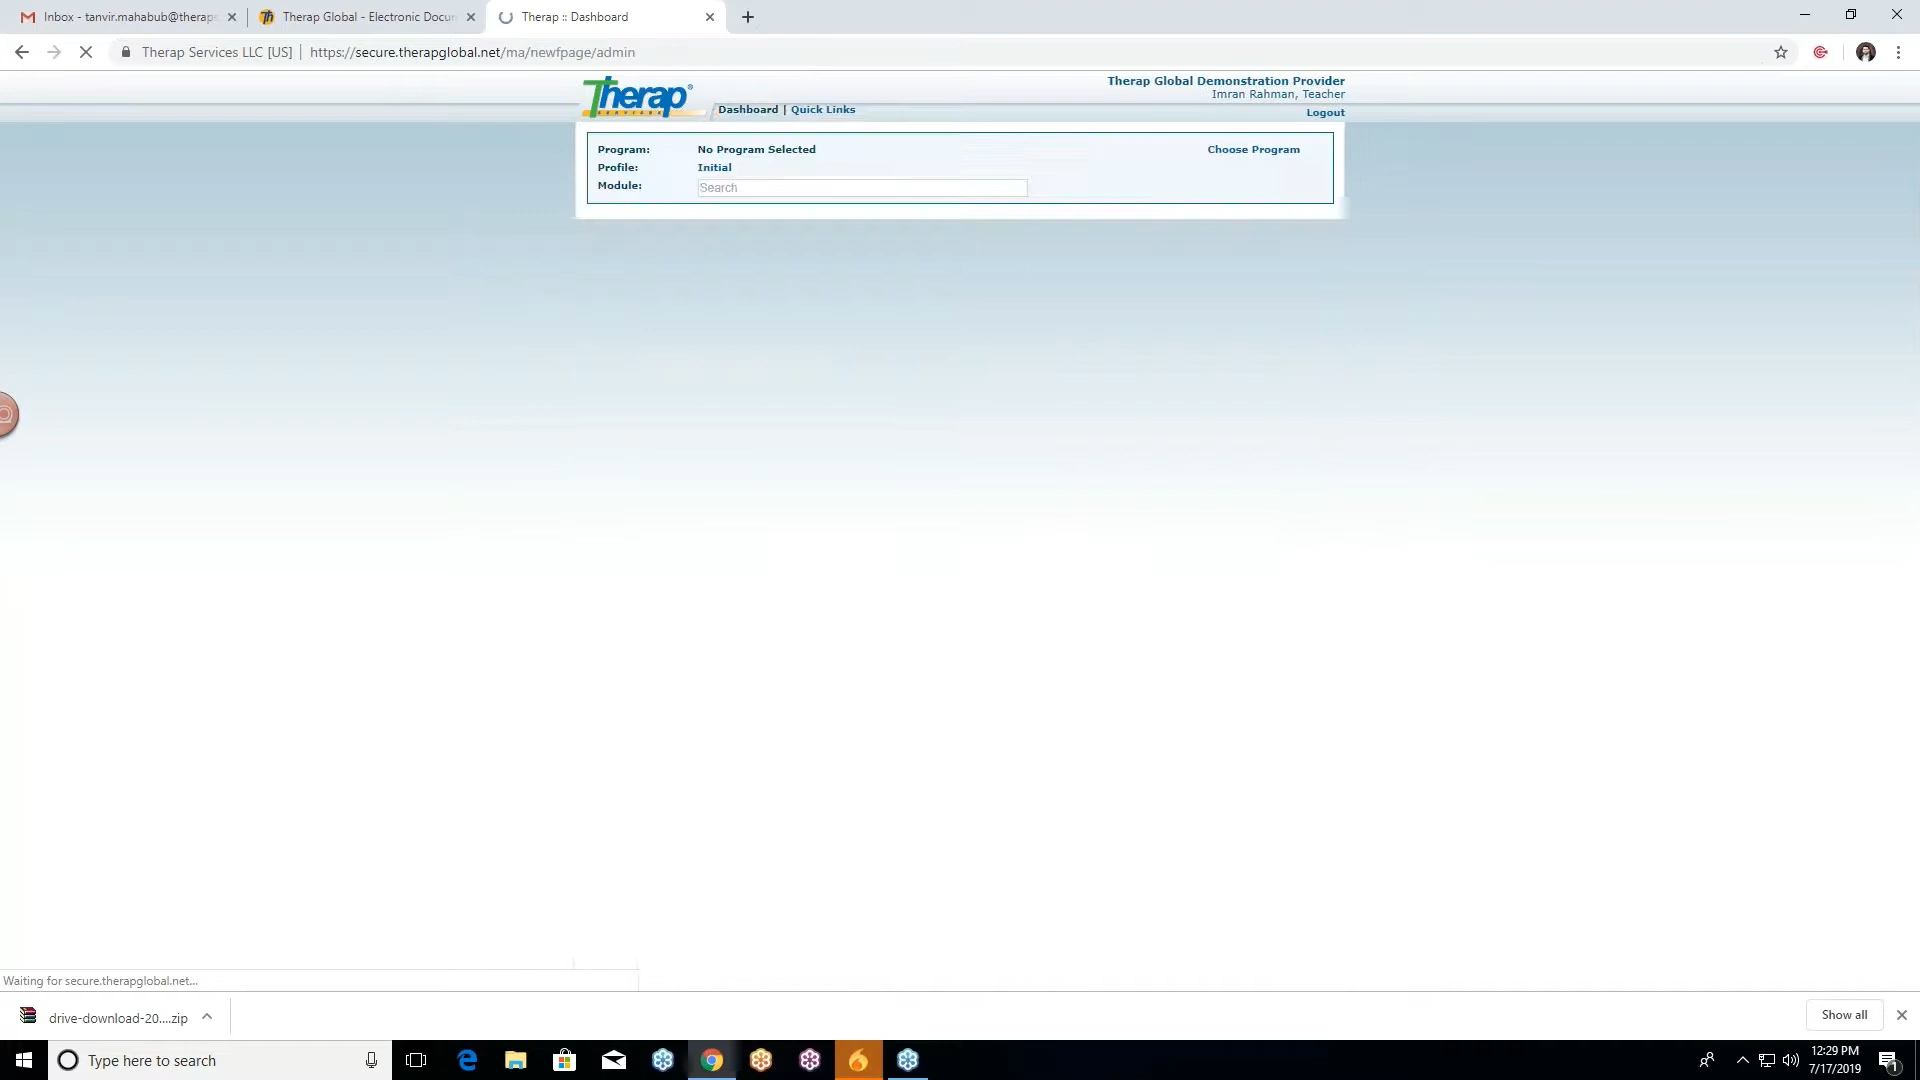 Inbox - tanvir.mahabub@therap
Therap Global - Electronic Docu
Therap :: Dashboard
Therap Services LLC [US]
https://secure.therapglobal.net/ma/newfpage/admin
Therap®
SERVICES
Dashboard | Quick Links
Therap Global Demonstration Provider
Imran Rahman, Teacher
Logout
Program: No Program Selected Choose Program
Profile: Initial
Module: Search
Waiting for secure.therapglobal.net...
drive-download-20....zip
Show all
Type here to search
12:29 PM
7/17/2019
1